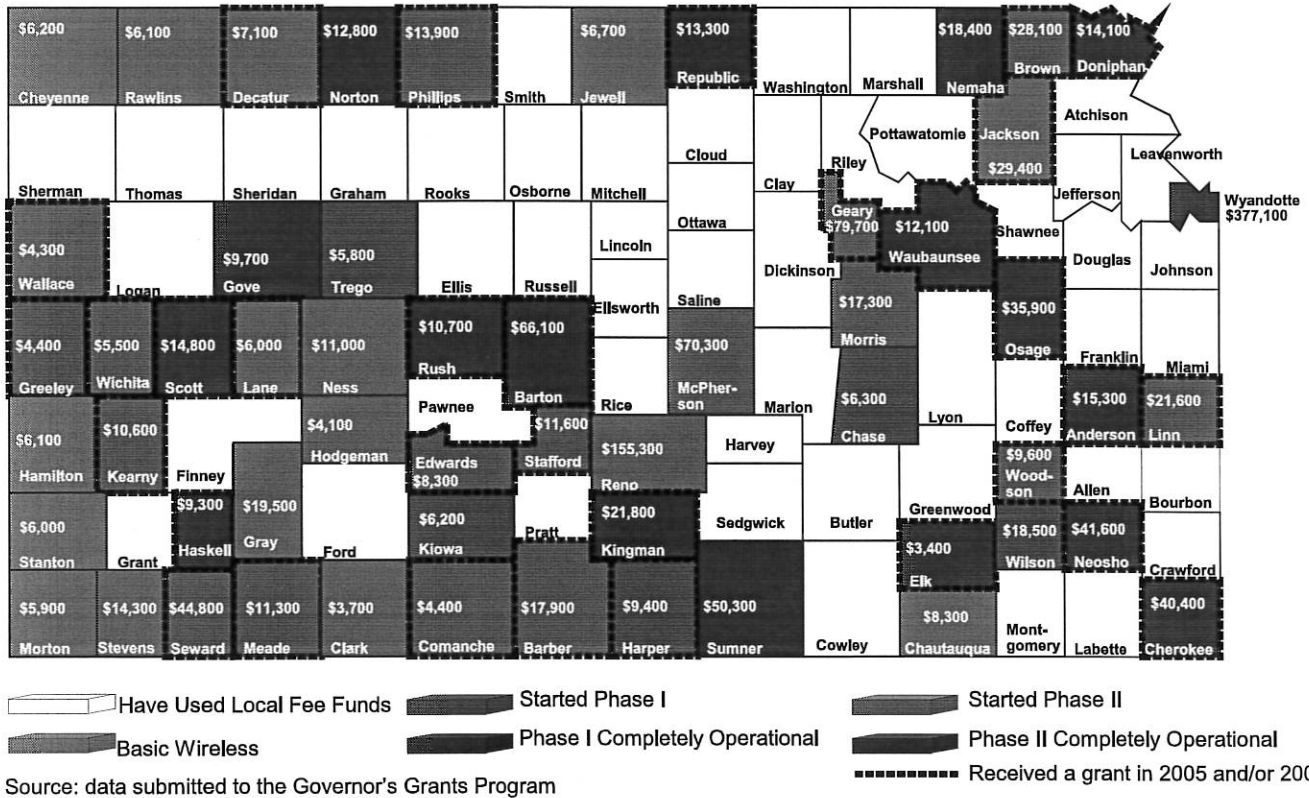 $6,200
Cheyenne
$6,100
Rawlins
$7,100
Decatur
$12,800
Norton
$13,900
Phillips
Smith
$6,700
Jewell
$13,300
Republic
Washington
Marshall
$18,400
Nemaha
$28,100
Brown
$14,100
Doniphan
Sherman
Thomas
Sheridan
Graham
Rooks
Osborne
Mitchell
Cloud
Clay
Riley
Pottawatomie
Jackson
$29,400
Atchison
Jefferson
Leavenworth
Wyandotte
$377,100
$4,300
Wallace
Logan
$9,700
Gove
$5,800
Trego
Ellis
Russell
Lincoln
Ottawa
Saline
Dickinson
Geary
$79,700
$12,100
Waubaunsee
Shawnee
Douglas
Johnson
$4,400
Greeley
$5,500
Wichita
$14,800
Scott
$6,000
Lane
$11,000
Ness
$10,700
Rush
$66,100
Barton
Ellsworth
Rice
$70,300
McPher-
son
Marion
$17,300
Morris
$6,300
Chase
Lyon
$35,900
Osage
Franklin
Miami
Coffey
$15,300
Anderson
$21,600
Linn
$6,100
Hamilton
$10,600
Kearny
Finney
$4,100
Hodgeman
Pawnee
Edwards
$8,300
$11,600
Stafford
$155,300
Reno
Harvey
Sedgwick
Butler
Greenwood
$9,600
Wood-
son
Allen
Bourbon
$6,000
Stanton
Grant
$9,300
Haskell
$19,500
Gray
Ford
$6,200
Kiowa
Pratt
$21,800
Kingman
$3,400
Elk
$18,500
Wilson
$41,600
Neosho
Crawford
$5,900
Morton
$14,300
Stevens
$44,800
Seward
$11,300
Meade
$3,700
Clark
$4,400
Comanche
$17,900
Barber
$9,400
Harper
$50,300
Sumner
Cowley
$8,300
Chautauqua
Mont-
gomery
Labette
$40,400
Cherokee
Have Used Local Fee Funds
Started Phase I
Started Phase II
Basic Wireless
Phase I Completely Operational
Phase II Completely Operational
Received a grant in 2005 and/or 200
Source: data submitted to the Governor's Grants Program